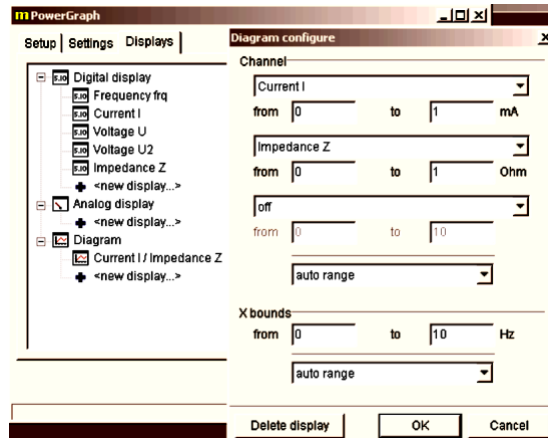 m PowerGraph
Setup Settings Displays
Digital display
Frequency frq
Current I
Voltage U
Voltage U2
Impedance Z
<new display...>
Analog display
<new display...>
Diagram
Current I / Impedance Z
<new display...>
Diagram configure
Channel
Current I
from 0 to 1 mA
Impedance Z
from 0 to 1 Ohm
off
from 0 to 10
auto range
X bounds
from 0 to 10 Hz
auto range
Delete display OK Cancel